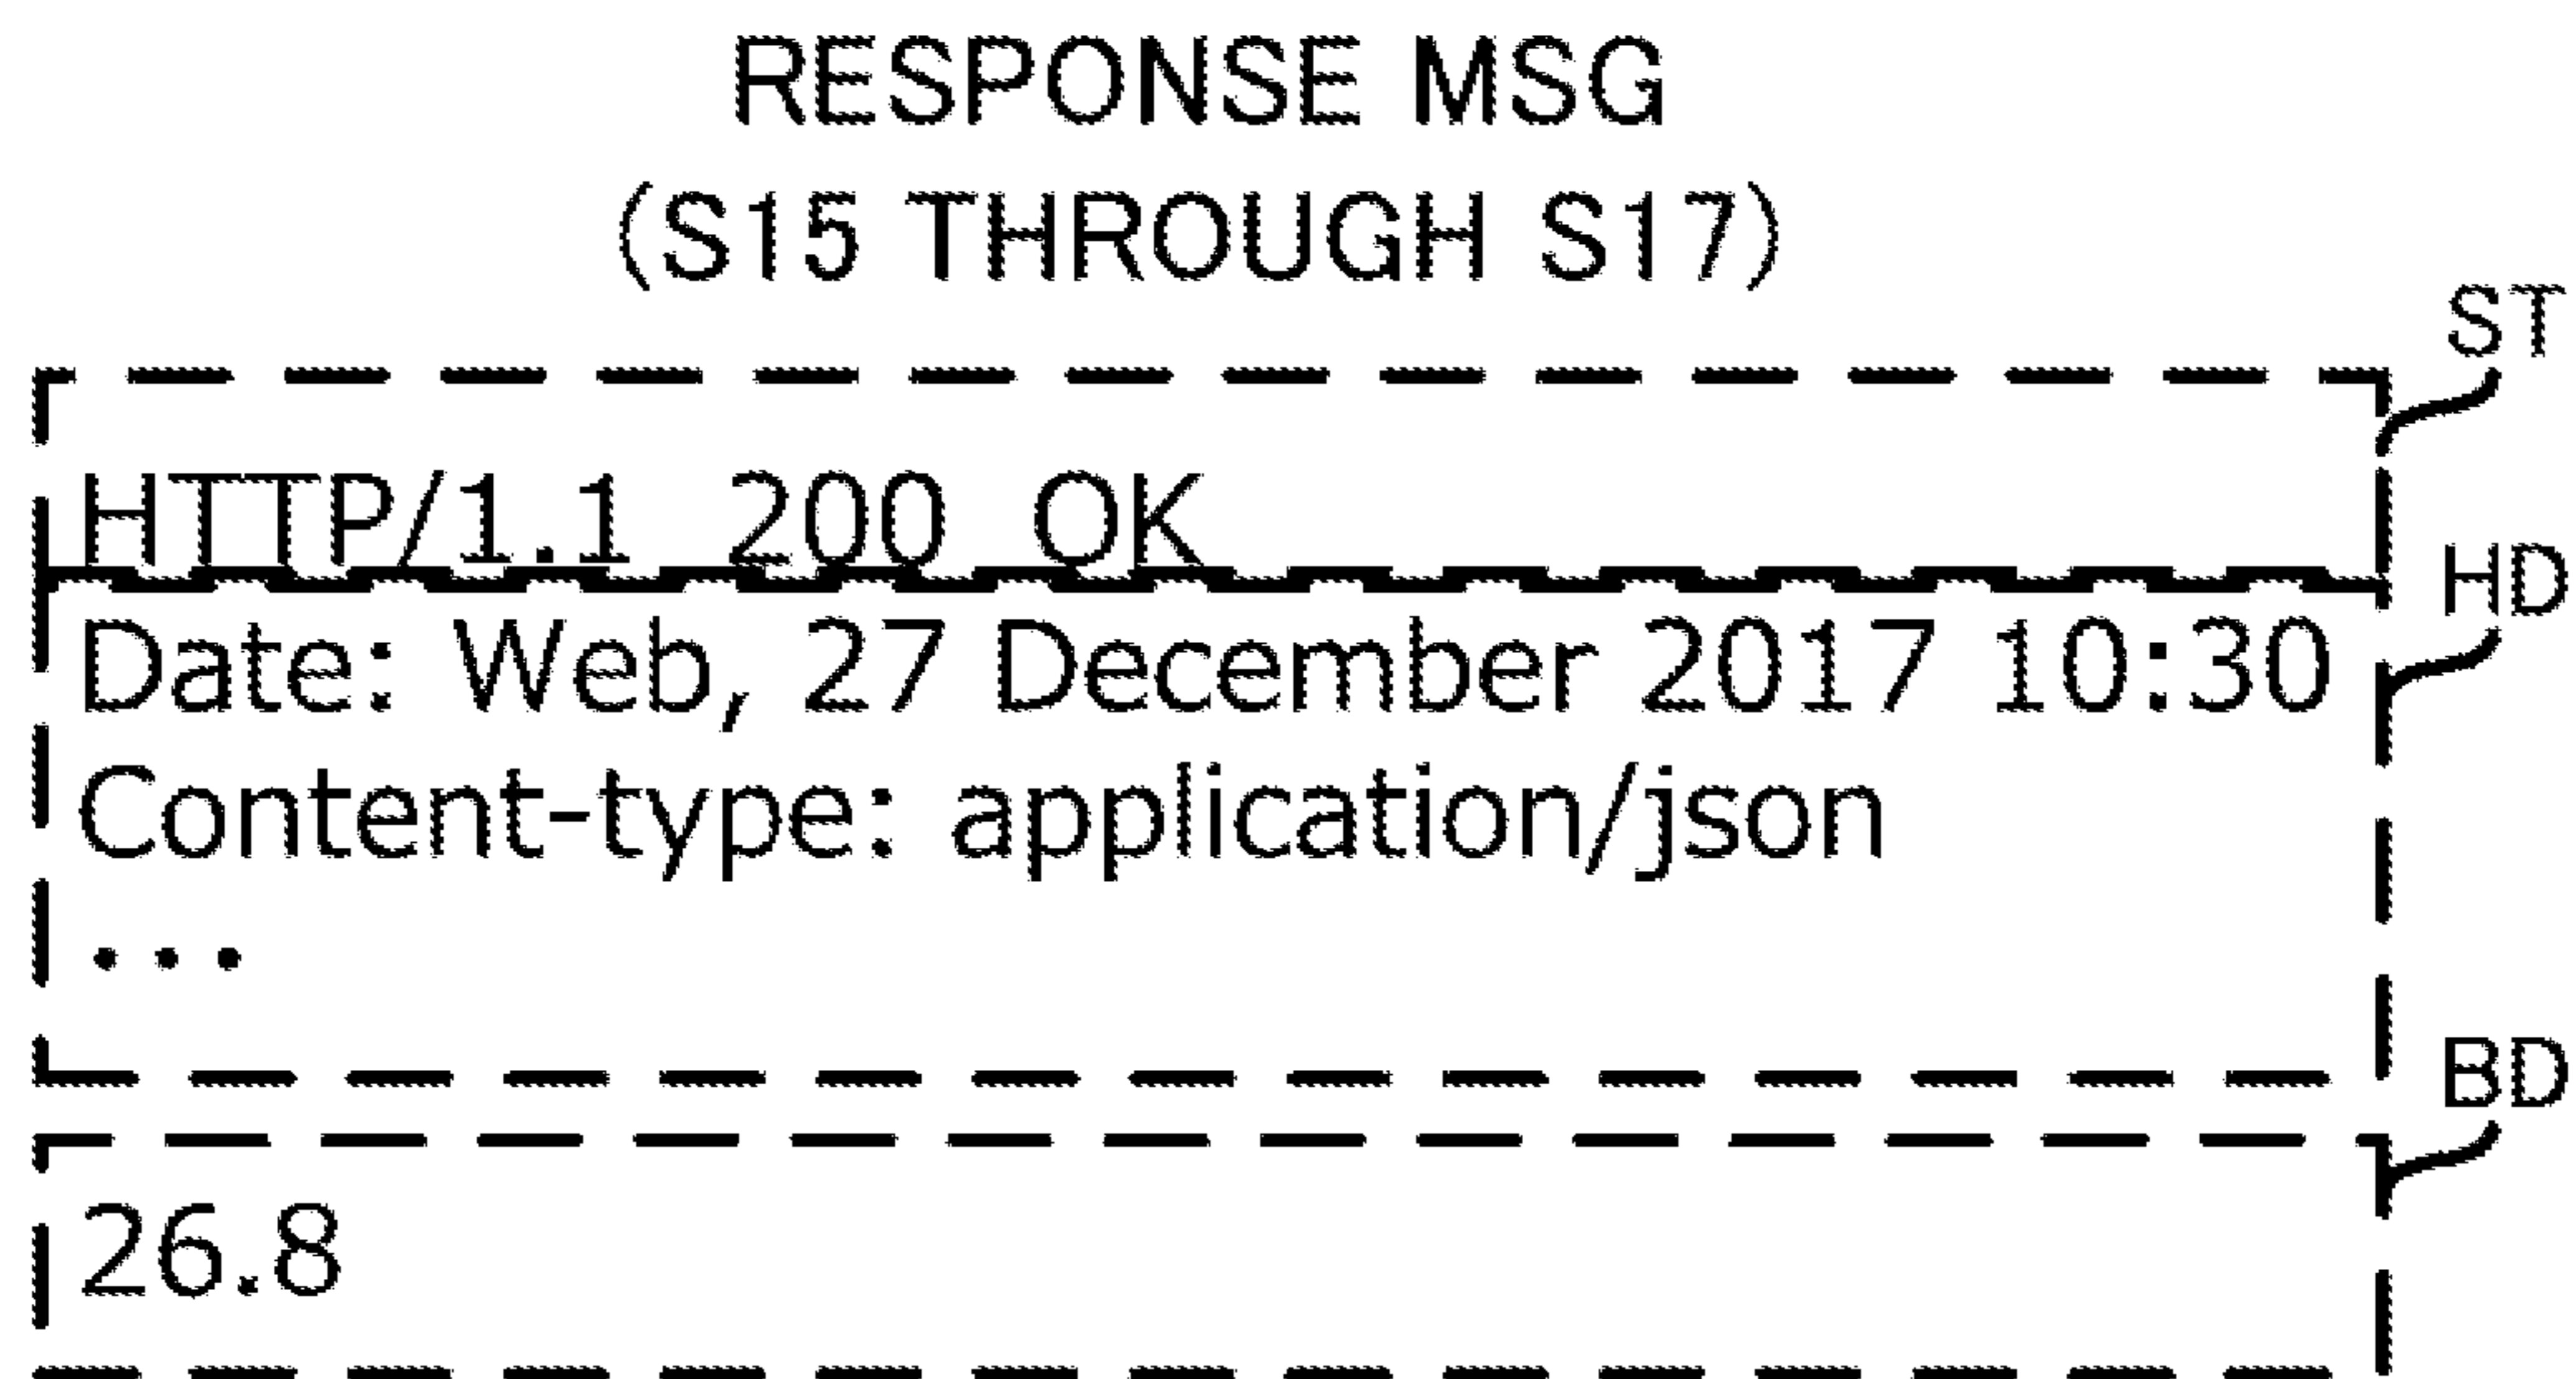 RESPONSE MSG
(S15 THROUGH S17)
ST
HTTP/1.1 200 OK
HD
Date: Web, 27 December 2017 10:30
Content-type: application/json
...
BD
26.8